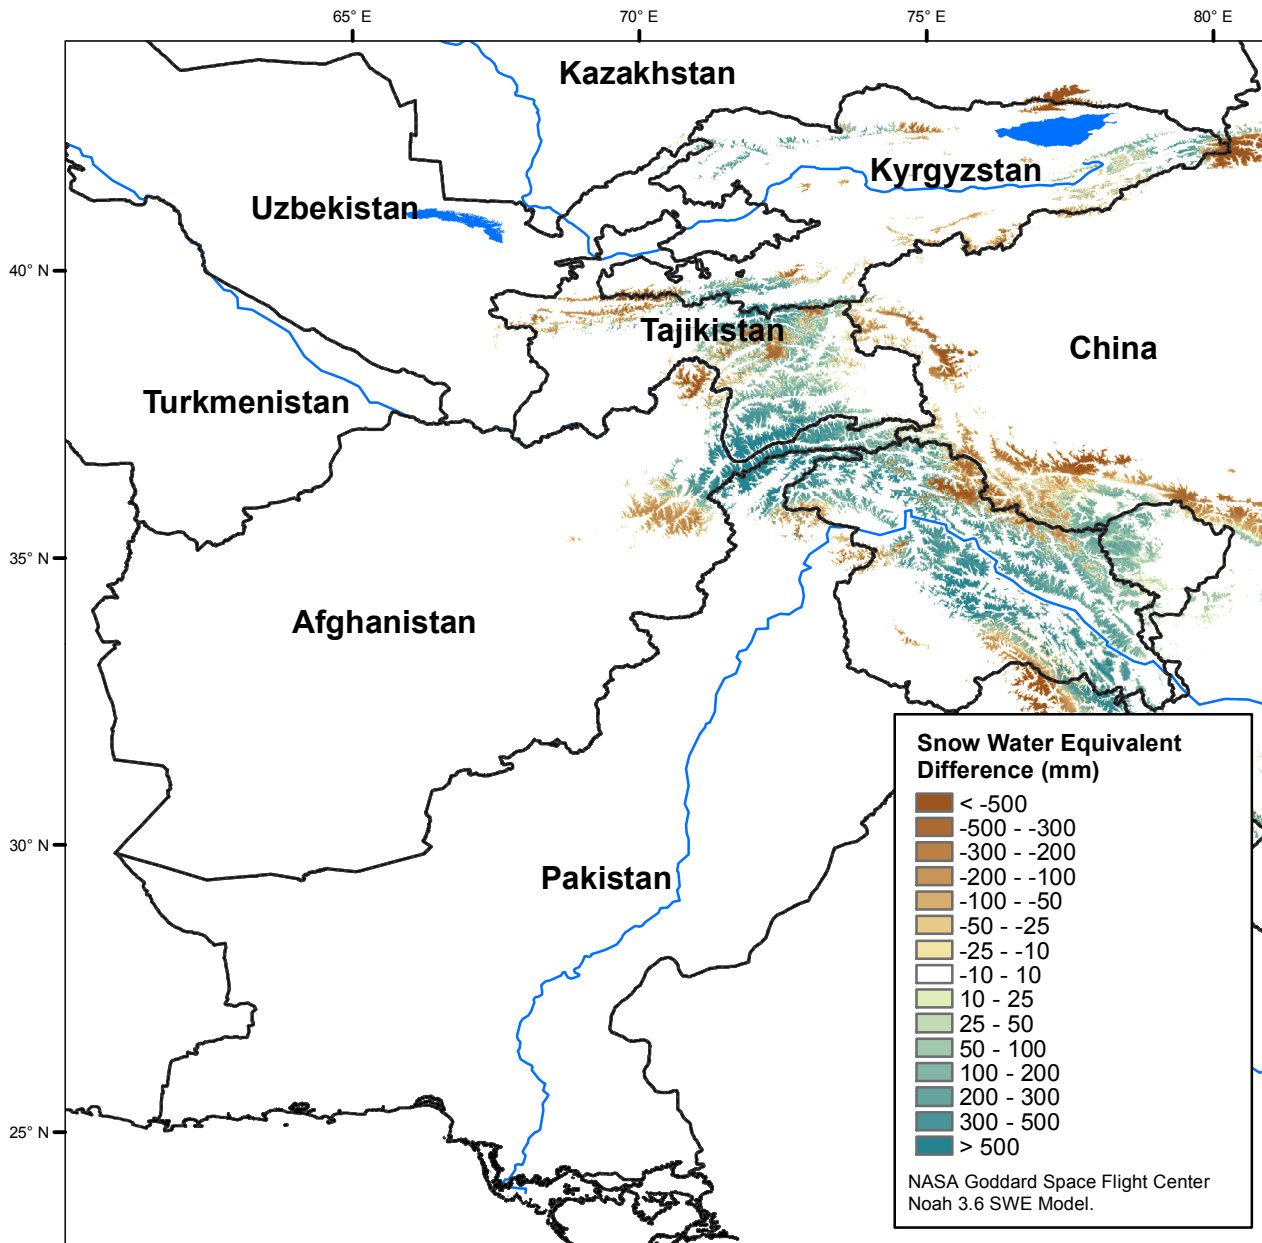 65° E
70° E
75° E
80° E
Kazakhstan
Kyrgyzstan
Uzbekistan
40° N
Tajikistan
China
Turkmenistan
35° N
Afghanistan
30° N
Pakistan
25° N
Snow Water Equivalent
Difference (mm)
< -500
-500 - -300
-300 - -200
-200 - -100
-100 - -50
-50 - -25
-25 - -10
-10 - 10
10 - 25
25 - 50
50 - 100
100 - 200
200 - 300
300 - 500
> 500
NASA Goddard Space Flight Center
Noah 3.6 SWE Model.